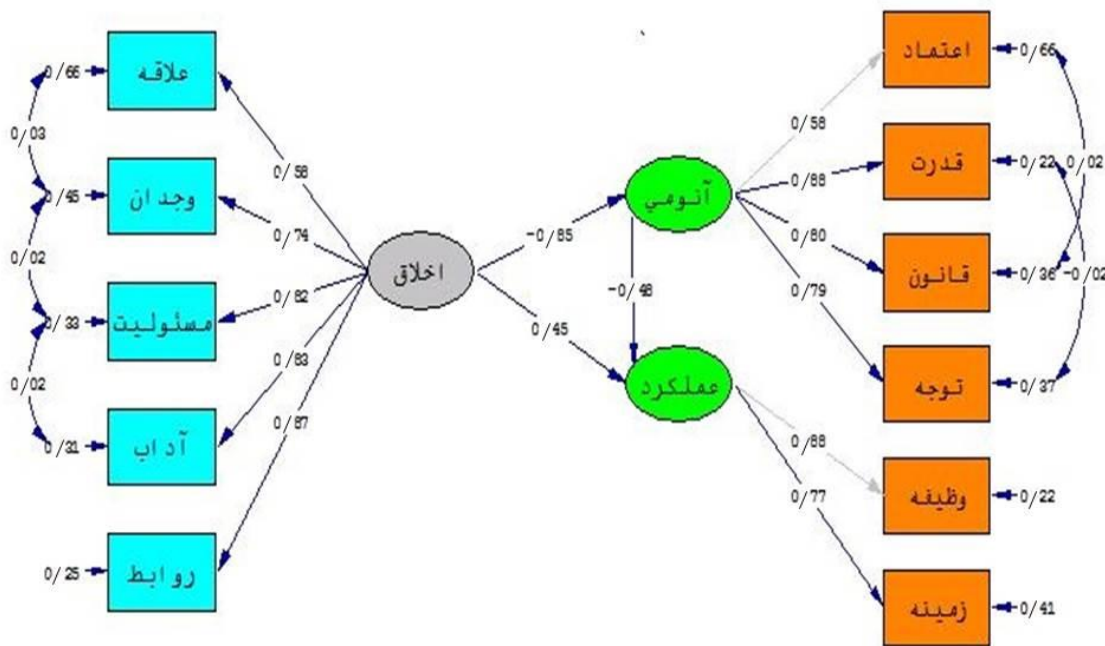 علاقه
وجدان
مسئوليت
آداب
روابط
اخلاق
آنومي
عملكرد
اعتماد
قدرت
قانون
توجه
وظيفه
زمينه
0/66
0/45
0/33
0/31
0/25
0/03
0/02
0/02
0/58
0/74
0/82
0/83
0/87
-0/85
0/45
-0/48
0/58
0/88
0/80
0/79
0/88
0/77
0/66
0/22
0/36
0/37
0/22
0/41
0/02
-0/02